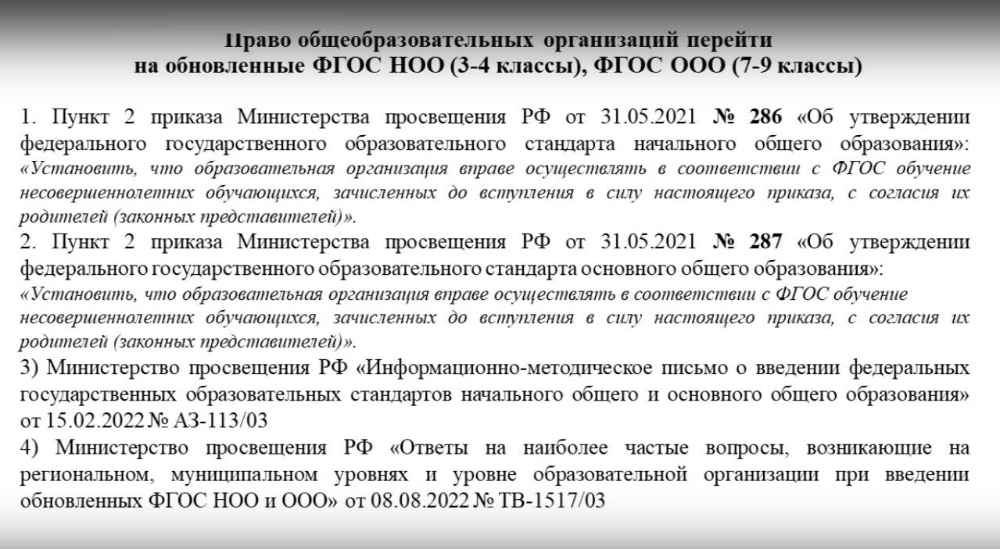 Право общеобразовательных организаций перейти
на обновленные ФГОС НОО (3-4 классы), ФГОС ООО (7-9 классы)
1. Пункт 2 приказа Министерства просвещения РФ от 31.05.2021 № 286 «Об утверждении
федерального государственного образовательного стандарта начального общего образования»:
«Установить, что образовательная организация вправе осуществлять в соответствии с ФГОС обучение
несовершеннолетних обучающихся, зачисленных до вступления в силу настоящего приказа, с согласия их
родителей (законных представителей)».
2. Пункт 2 приказа Министерства просвещения РФ от 31.05.2021 № 287 «Об утверждении
федерального государственного образовательного стандарта основного общего образования»:
«Установить, что образовательная организация вправе осуществлять в соответствии с ФГОС обучение
несовершеннолетних обучающихся, зачисленных до вступления в силу настоящего приказа, с согласия их
родителей (законных представителей)».
3) Министерство просвещения РФ «Информационно-методическое письмо о введении федеральных
государственных образовательных стандартов начального общего и основного общего образования»
от 15.02.2022 № АЗ-113/03
4) Министерство просвещения РФ «Ответы на наиболее частые вопросы, возникающие на
региональном, муниципальном уровнях и уровне образовательной организации при введении
обновленных ФГОС НОО и ООО» от 08.08.2022 № ТВ-1517/03